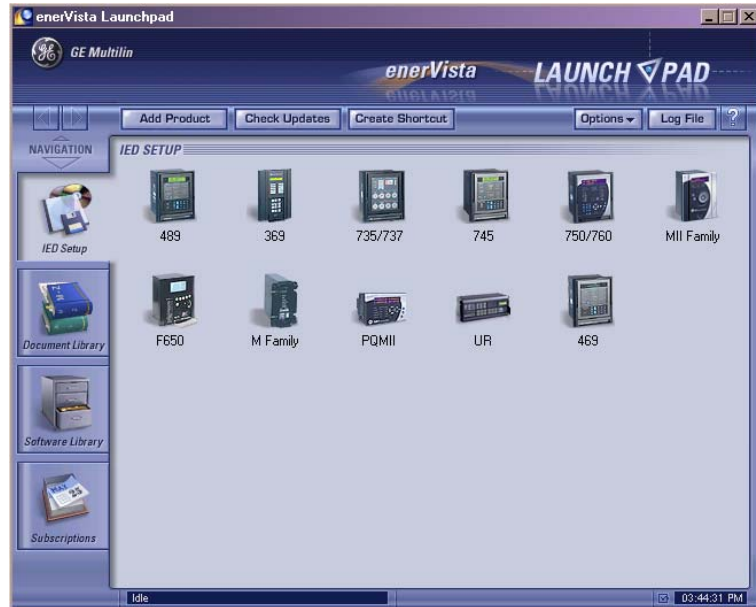 enerVista Launchpad
GE Multilin
enerVista LAUNCH PAD
Add Product Check Updates Create Shortcut Options Log File ?
NAVIGATION
IED SETUP
IED Setup
489 369 735/737 745 750/760 MII Family
Document Library
F650 M Family PQMII UR 469
Software Library
Subscriptions
MAY 25
Idle 03:44:31 PM